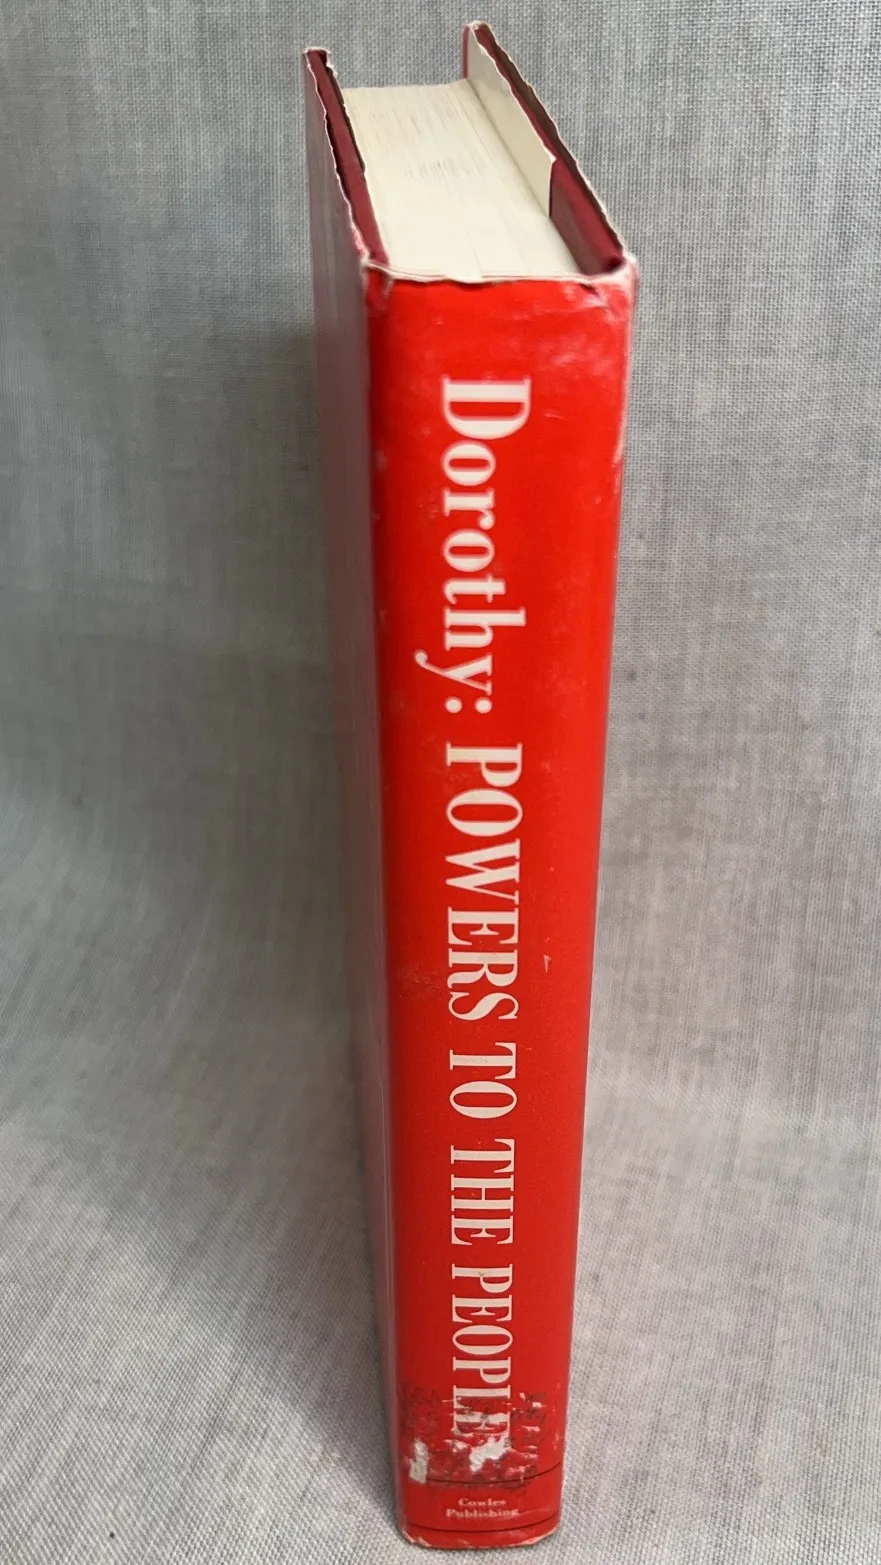 Dorothy: POWERS TO THE PEOPLE
Cowles
Publishing